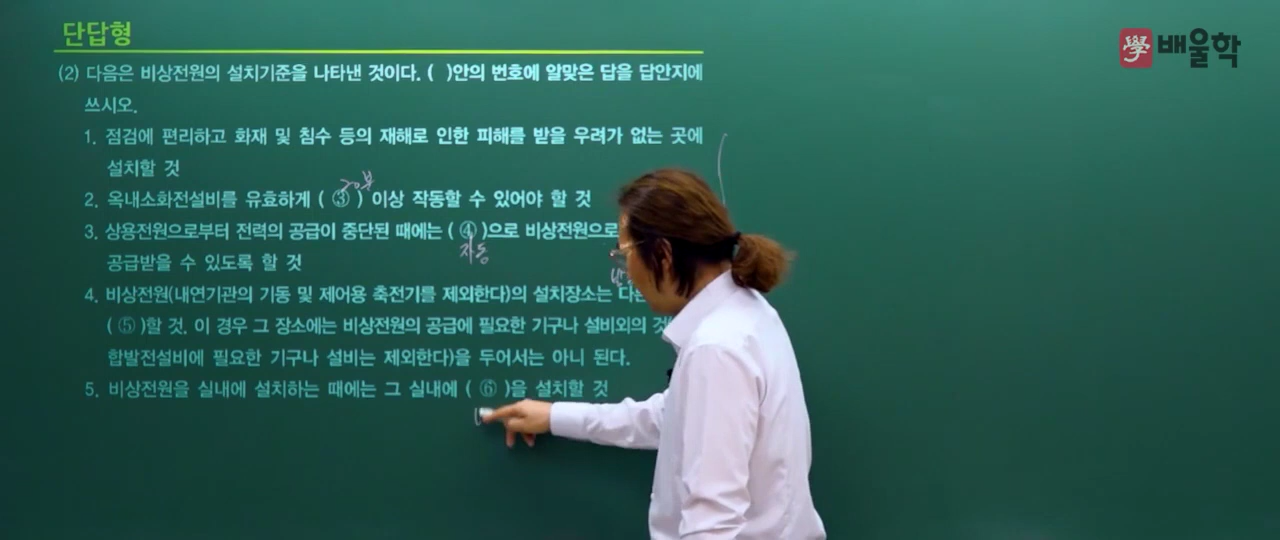 단답형
學 배울학
(2) 다음은 비상전원의 설치기준을 나타낸 것이다. ( )안의 번호에 알맞은 답을 답안지에
쓰시오.
1. 점검에 편리하고 화재 및 침수 등의 재해로 인한 피해를 받을 우려가 없는 곳에
설치할 것
20분
2. 옥내소화전설비를 유효하게 ( ③ ) 이상 작동할 수 있어야 할 것
3. 상용전원으로부터 전력의 공급이 중단된 때에는 ( ④ )으로 비상전원으로
자동
공급받을 수 있도록 할 것
4. 비상전원(내연기관의 기동 및 제어용 축전기를 제외한다)의 설치장소는
( ⑤ )할 것. 이 경우 그 장소에는 비상전원의 공급에 필요한 기구나 설비외의
합발전설비에 필요한 기구나 설비는 제외한다)을 두어서는 아니 된다.
5. 비상전원을 실내에 설치하는 때에는 그 실내에 ( ⑥ )을 설치할 것